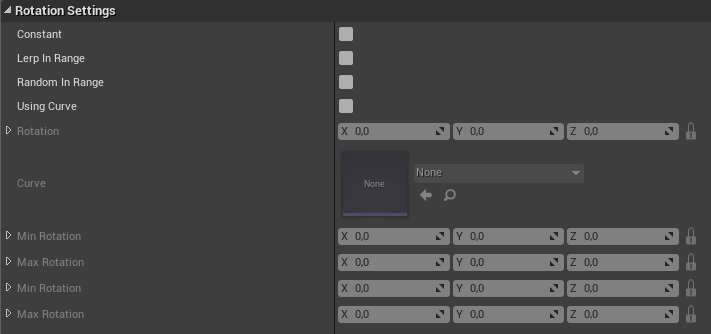 Rotation Settings
Constant
Lerp In Range
Random In Range
Using Curve
Rotation X 0,0 Y 0,0 Z 0,0
Curve None None
Min Rotation X 0,0 Y 0,0 Z 0,0
Max Rotation X 0,0 Y 0,0 Z 0,0
Min Rotation X 0,0 Y 0,0 Z 0,0
Max Rotation X 0,0 Y 0,0 Z 0,0